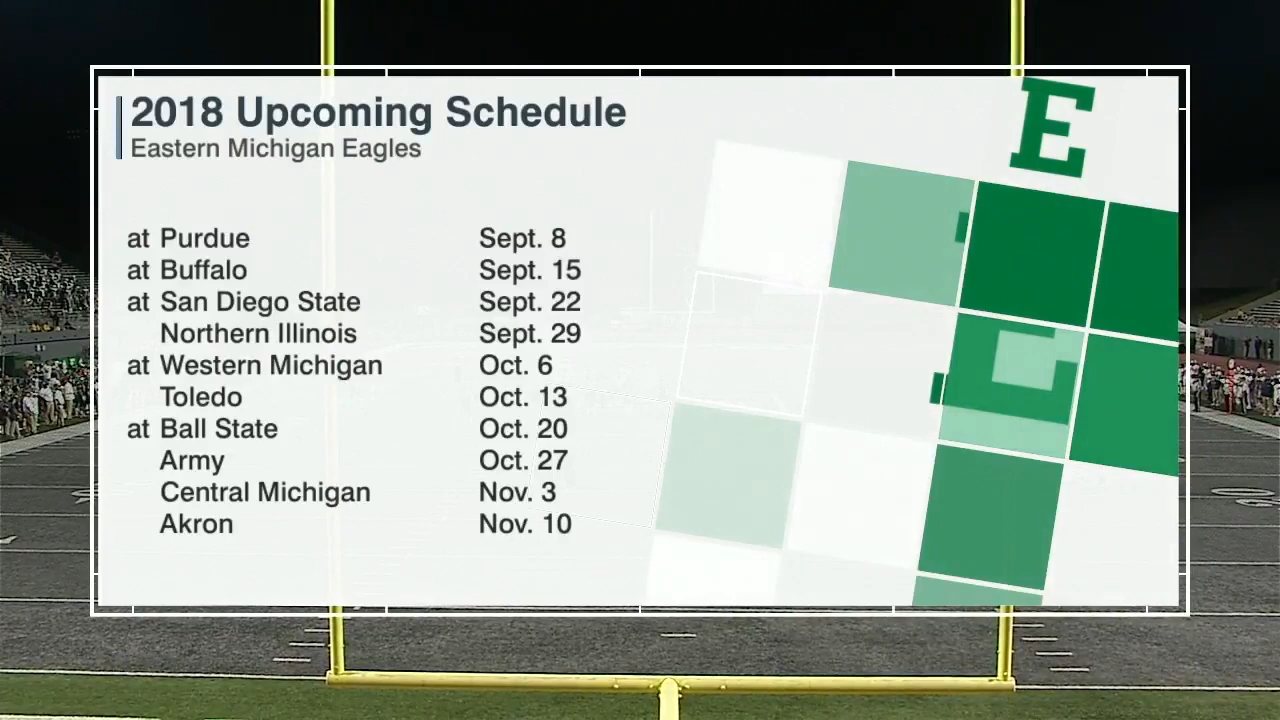 E
2018 Upcoming Schedule
Eastern Michigan Eagles
at Purdue Sept. 8
at Buffalo Sept. 15
at San Diego State Sept. 22
Northern Illinois Sept. 29
at Western Michigan Oct. 6
Toledo Oct. 13
at Ball State Oct. 20
Army Oct. 27
Central Michigan Nov. 3
Akron Nov. 10